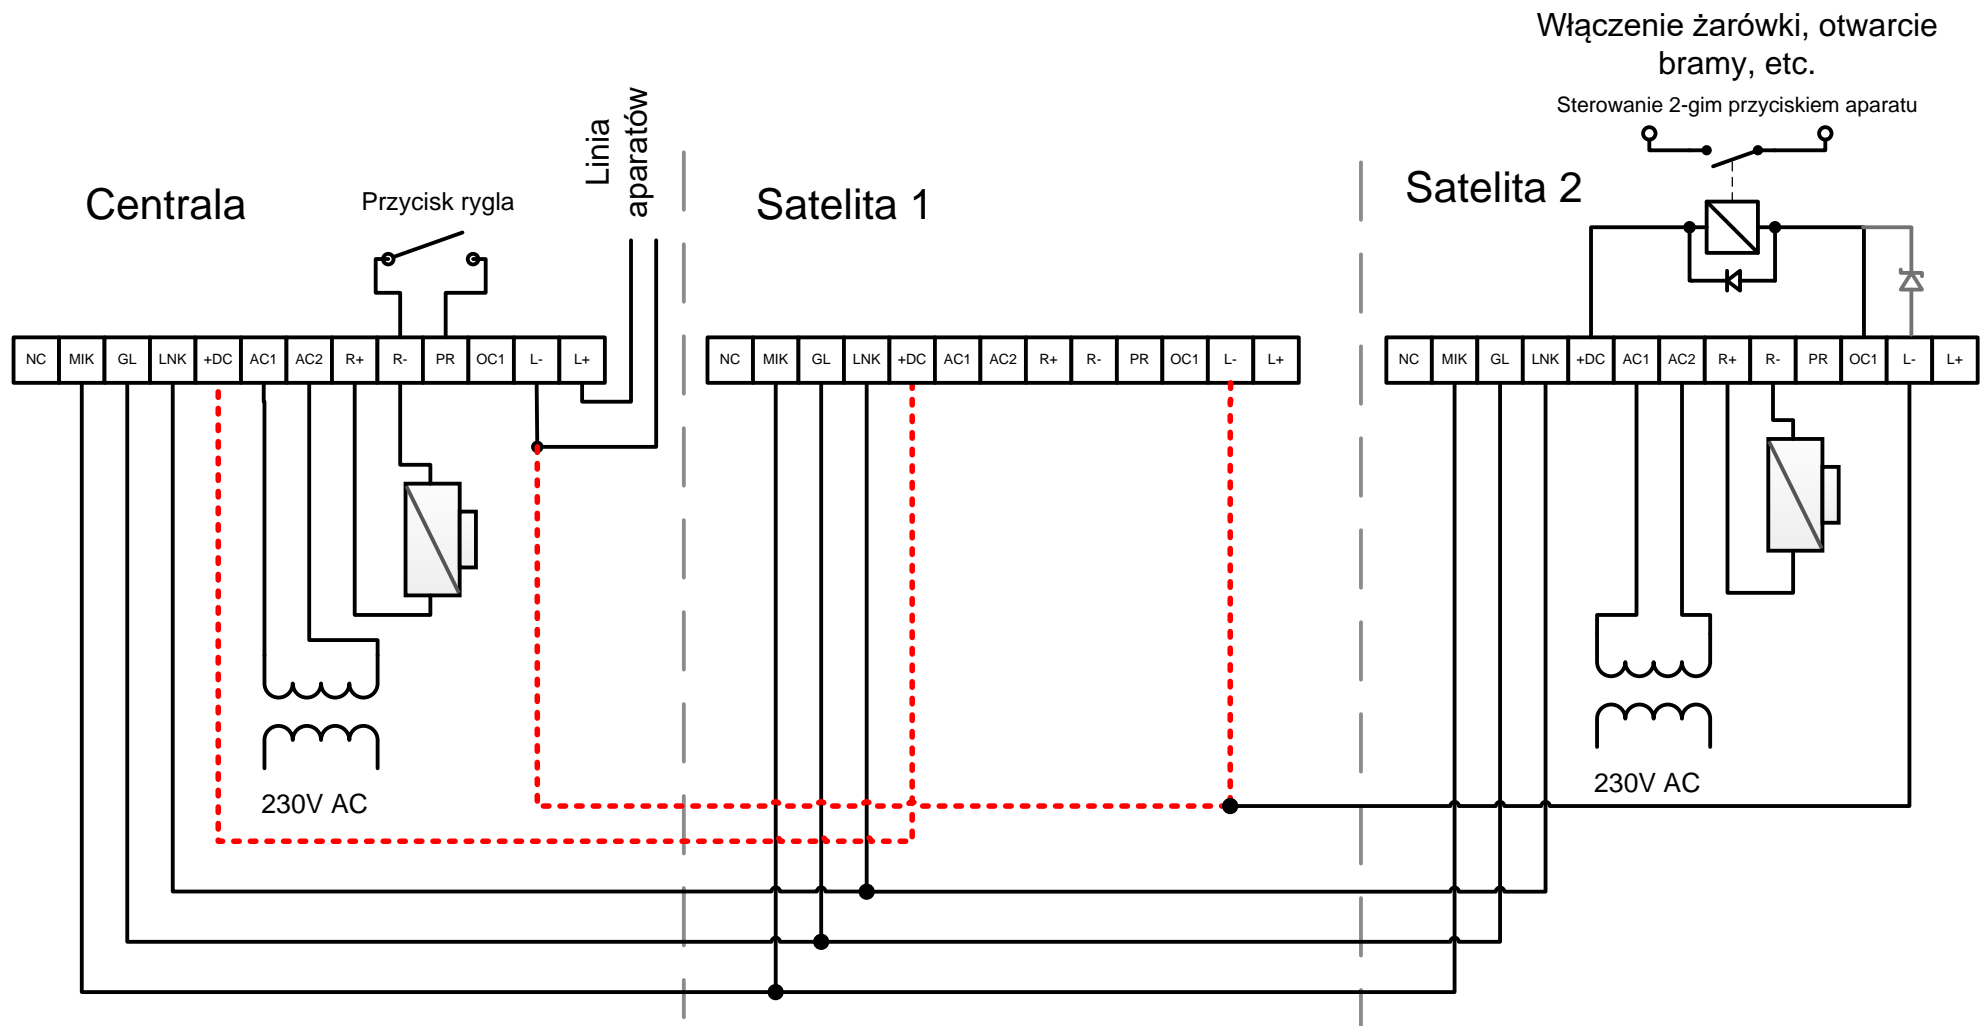 Włączenie żarówki, otwarcie
bramy, etc.
Sterowanie 2-gim przyciskiem aparatu
Linia
aparatów
Centrala
Przycisk rygla
Satelita 1
Satelita 2
NC MIK GL LNK +DC AC1 AC2 R+ R- PR OC1 L- L+
NC MIK GL LNK +DC AC1 AC2 R+ R- PR OC1 L- L+
NC MIK GL LNK +DC AC1 AC2 R+ R- PR OC1 L- L+
230V AC
230V AC